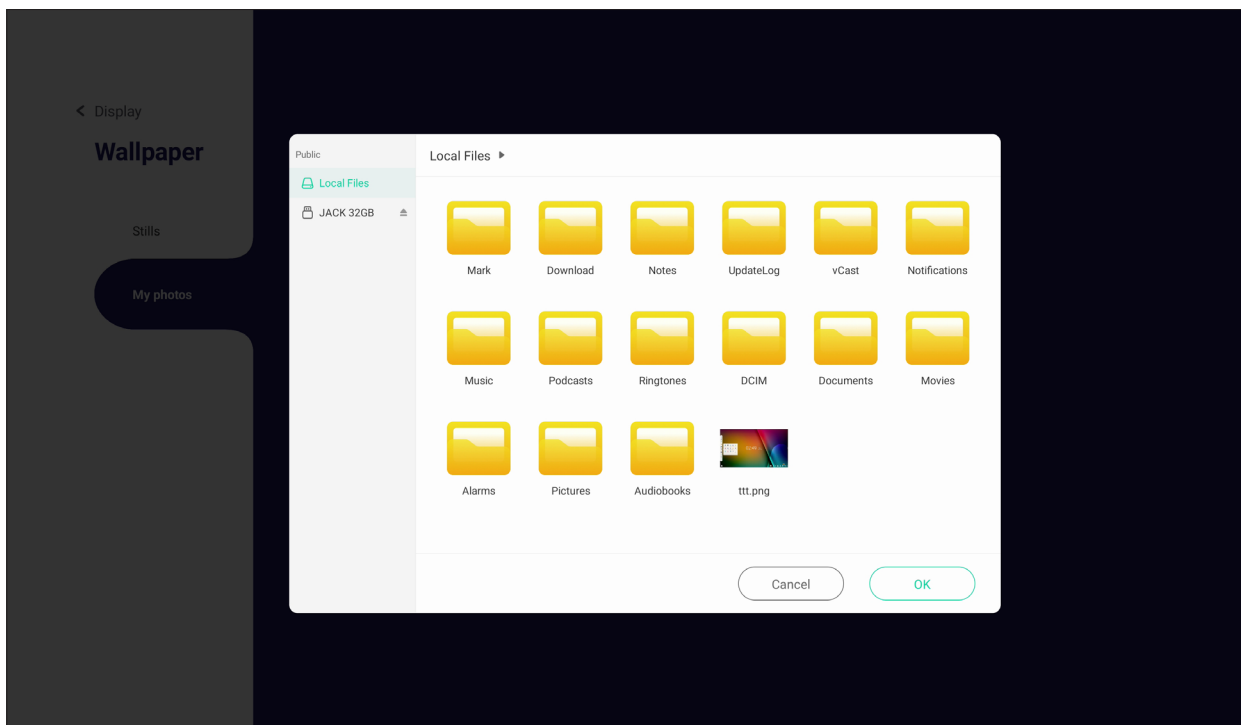 Display
Wallpaper
Stills
My photos
Public
Local Files
JACK 32GB
Local Files
Mark Download Notes UpdateLog vCast Notifications
Music Podcasts Ringtones DCIM Documents Movies
Alarms Pictures Audiobooks ttt.png
Cancel OK